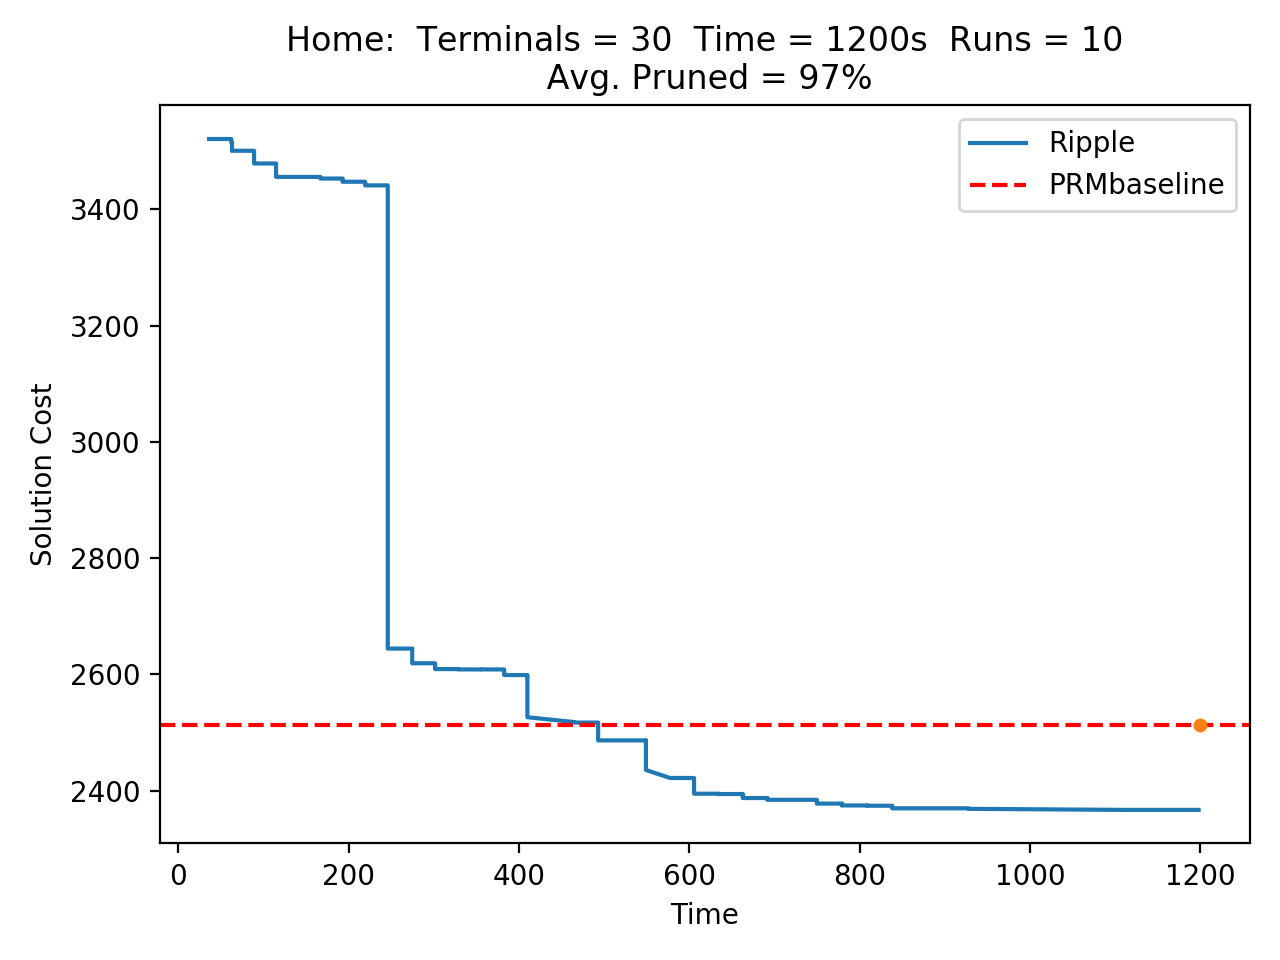 Home:  Terminals = 30  Time = 1200s  Runs = 10
Avg. Pruned = 97%
Ripple
PRMbaseline
3400
3200
3000
2800
2600
2400
Solution Cost
0 200 400 600 800 1000 1200
Time